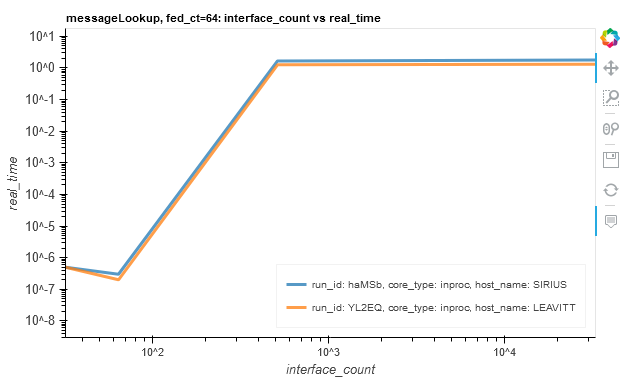 messageLookup, fed_ct=64: interface_count vs real_time
10^1
10^0
10^-1
10^-2
10^-3
10^-4
10^-5
10^-6
10^-7
10^-8
real_time
run_id: haMSb, core_type: inproc, host_name: SIRIUS
run_id: YL2EQ, core_type: inproc, host_name: LEAVITT
10^2 10^3 10^4
interface_count